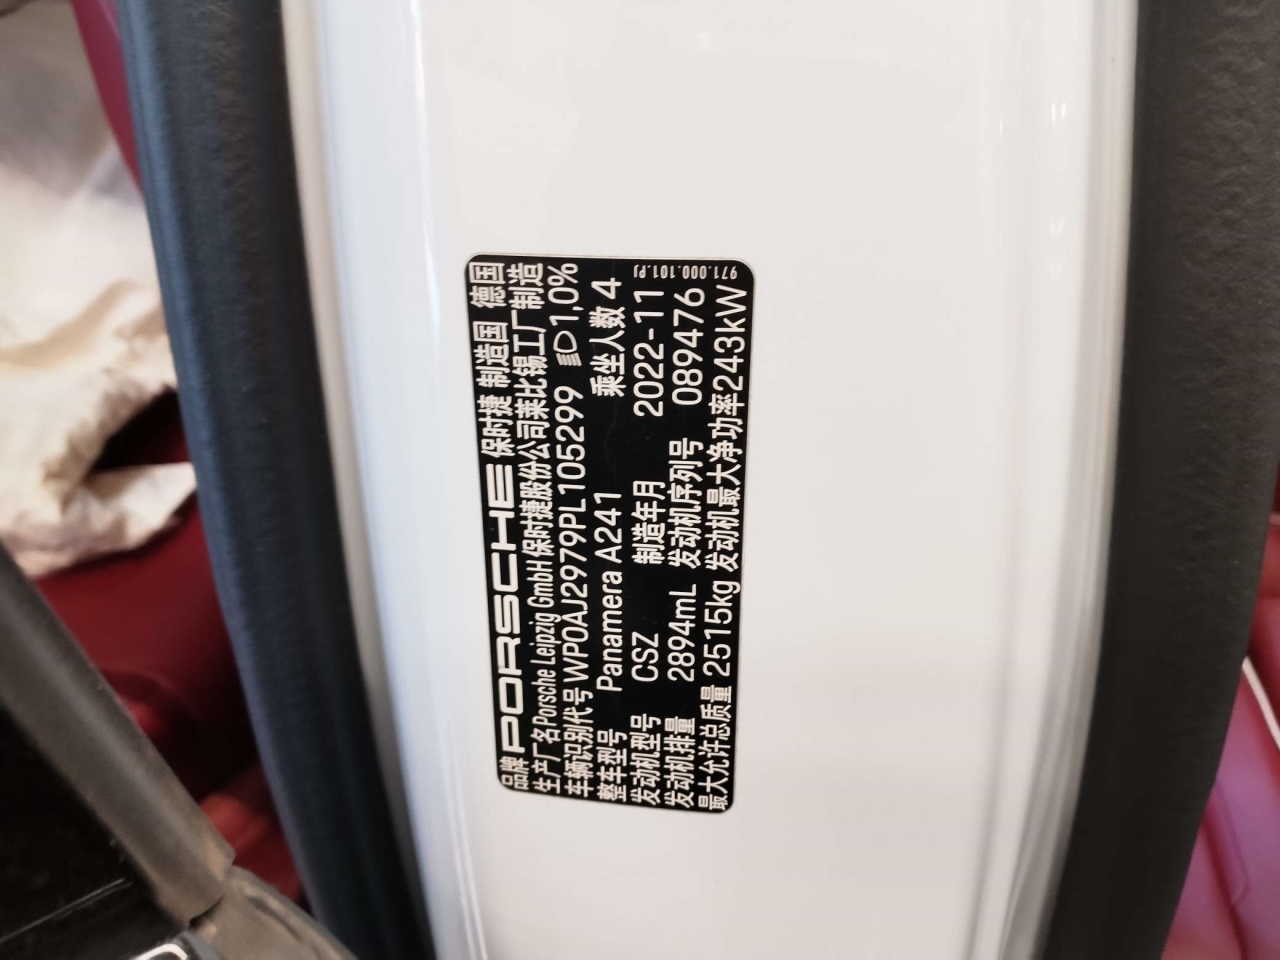 品牌 PORSCHE 保时捷 制造国 德国
生产厂名 Porsche Leipzig GmbH 保时捷股份公司莱比锡工厂制造
车辆识别代号 WP0AJ2979PL105299 1,0%
整车型号 Panamera A241 乘坐人数 4
发动机型号 CSZ 制造年月 2022-11
发动机排量 2894mL 发动机序列号 089476
最大允许总质量 2515kg 发动机最大净功率 243kW
971.000.101.PJ